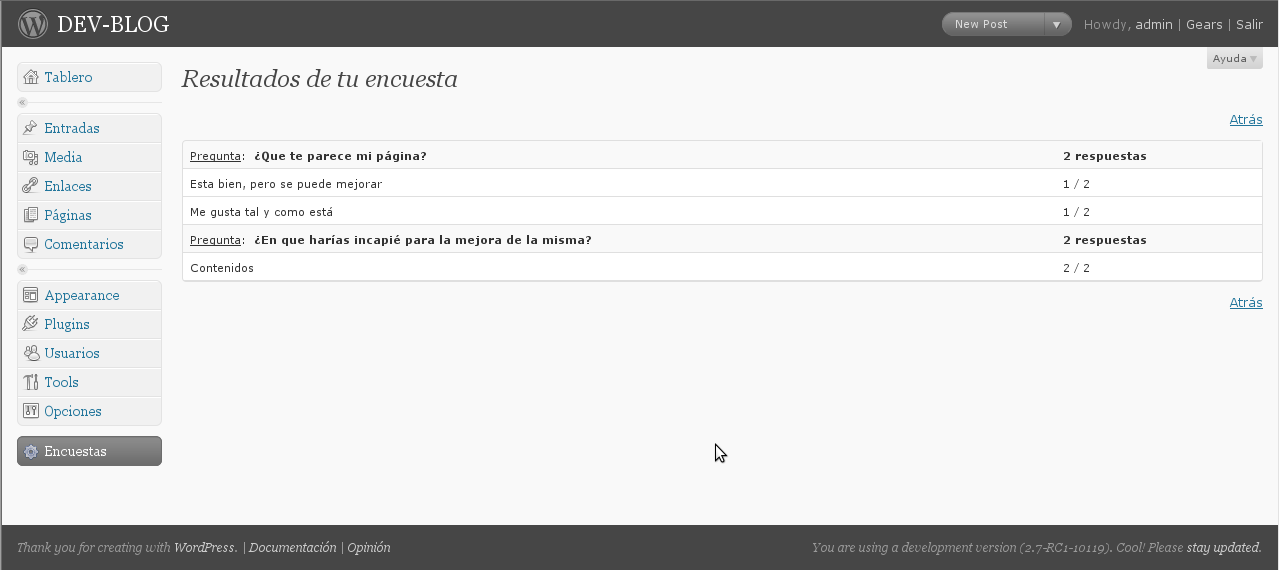 DEV-BLOG
New Post ▼ Howdy, admin | Gears | Salir
Ayuda ▼
Tablero
Entradas
Media
Enlaces
Páginas
Comentarios
Appearance
Plugins
Usuarios
Tools
Opciones
Encuestas
Resultados de tu encuesta
Atrás
Pregunta: ¿Que te parece mi página? 2 respuestas
Esta bien, pero se puede mejorar 1 / 2
Me gusta tal y como está 1 / 2
Pregunta: ¿En que harías incapié para la mejora de la misma? 2 respuestas
Contenidos 2 / 2
Atrás
Thank you for creating with WordPress. | Documentación | Opinión
You are using a development version (2.7-RC1-10119). Cool! Please stay updated.